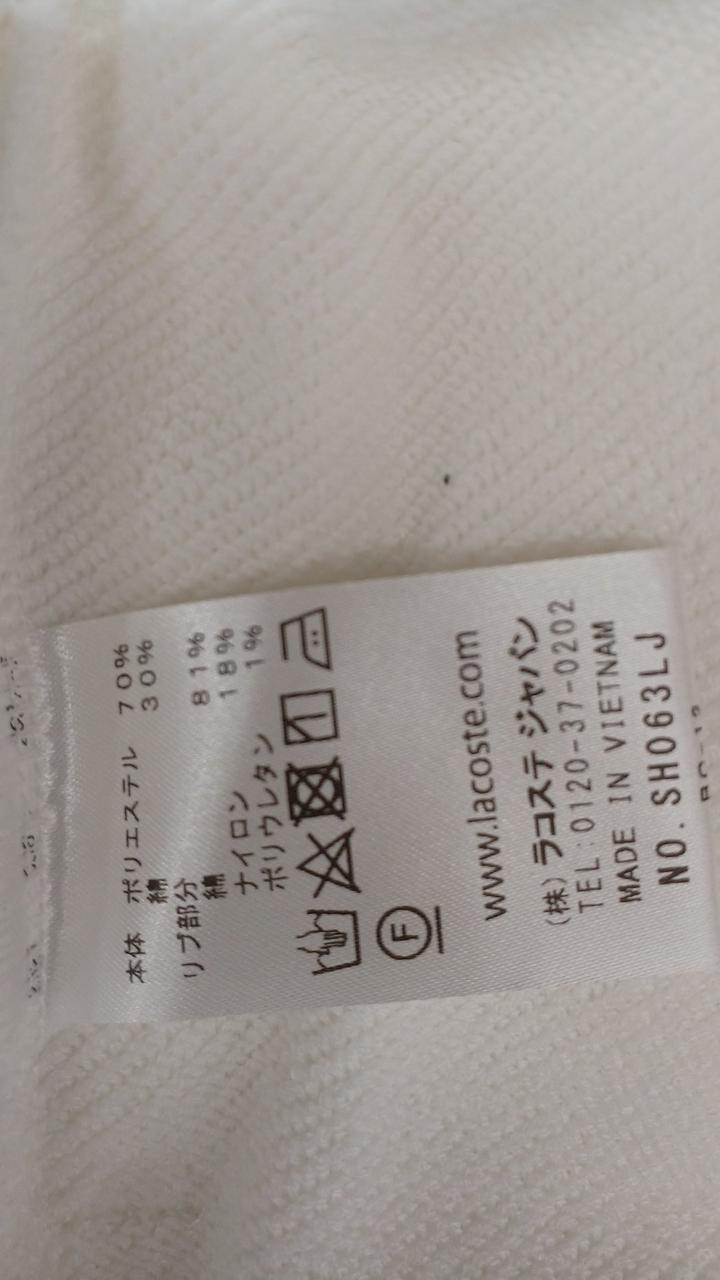 本体 ポリエステル 70%
綿 30%
リブ部分
綿 81%
ナイロン 18%
ポリウレタン 1%
F
www.lacoste.com
(株) ラコステ ジャパン
TEL:0120-37-0202
MADE IN VIETNAM
NO. SH063LJ